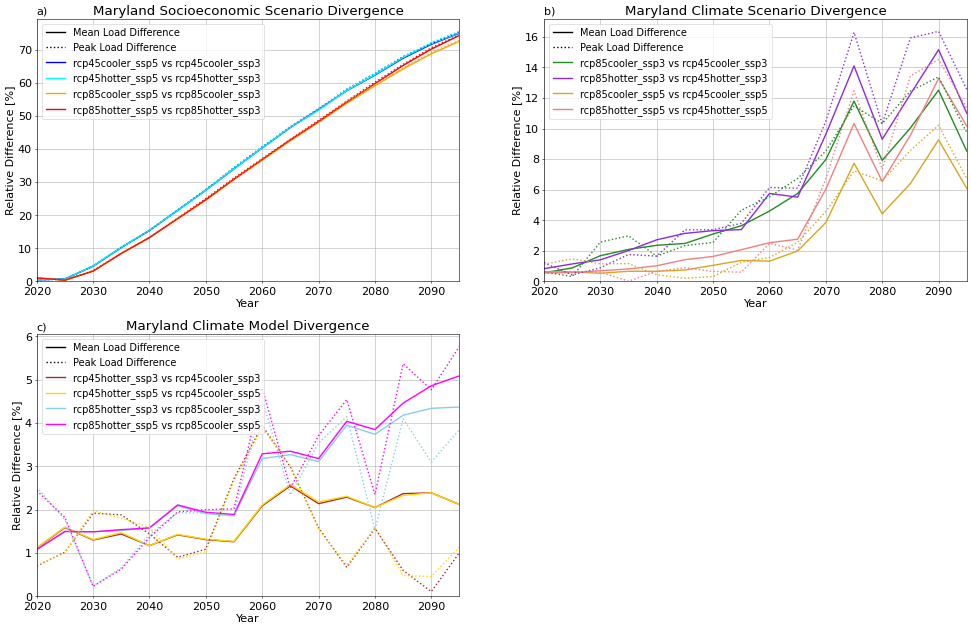 a)
Maryland Socioeconomic Scenario Divergence
Mean Load Difference
Peak Load Difference
rcp45cooler_ssp5 vs rcp45cooler_ssp3
rcp45hotter_ssp5 vs rcp45hotter_ssp3
rcp85cooler_ssp5 vs rcp85cooler_ssp3
rcp85hotter_ssp5 vs rcp85hotter_ssp3
Relative Difference [%]
70
60
50
40
30
20
10
0
2020 2030 2040 2050 2060 2070 2080 2090
Year
b)
Maryland Climate Scenario Divergence
Mean Load Difference
Peak Load Difference
rcp85cooler_ssp3 vs rcp45cooler_ssp3
rcp85hotter_ssp3 vs rcp45hotter_ssp3
rcp85cooler_ssp5 vs rcp45cooler_ssp5
rcp85hotter_ssp5 vs rcp45hotter_ssp5
Relative Difference [%]
16
14
12
10
8
6
4
2
0
2020 2030 2040 2050 2060 2070 2080 2090
Year
c)
Maryland Climate Model Divergence
Mean Load Difference
Peak Load Difference
rcp45hotter_ssp3 vs rcp45cooler_ssp3
rcp45hotter_ssp5 vs rcp45cooler_ssp5
rcp85hotter_ssp3 vs rcp85cooler_ssp3
rcp85hotter_ssp5 vs rcp85cooler_ssp5
Relative Difference [%]
6
5
4
3
2
1
0
2020 2030 2040 2050 2060 2070 2080 2090
Year